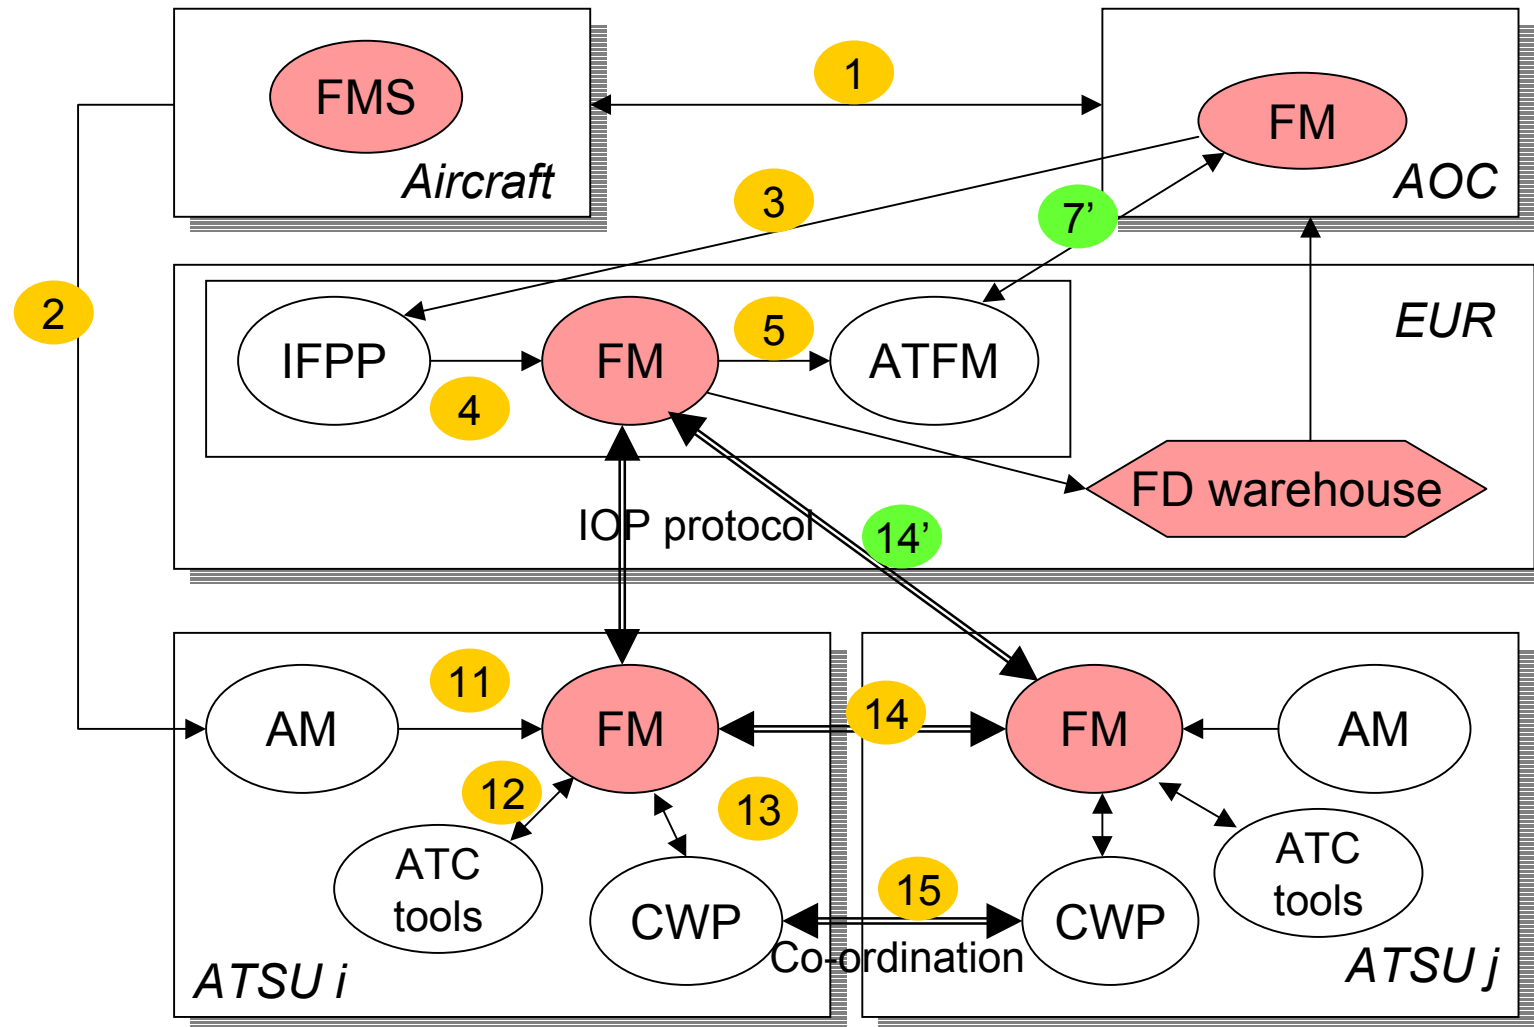 1
FMS
FM
Aircraft
AOC
3
7’
2
EUR
5
IFPP
FM
ATFM
4
FD warehouse
IOP protocol
14’
11
14
AM
FM
FM
AM
12
13
ATC
tools
ATC
tools
15
CWP
CWP
Co-ordination
ATSU i
ATSU j